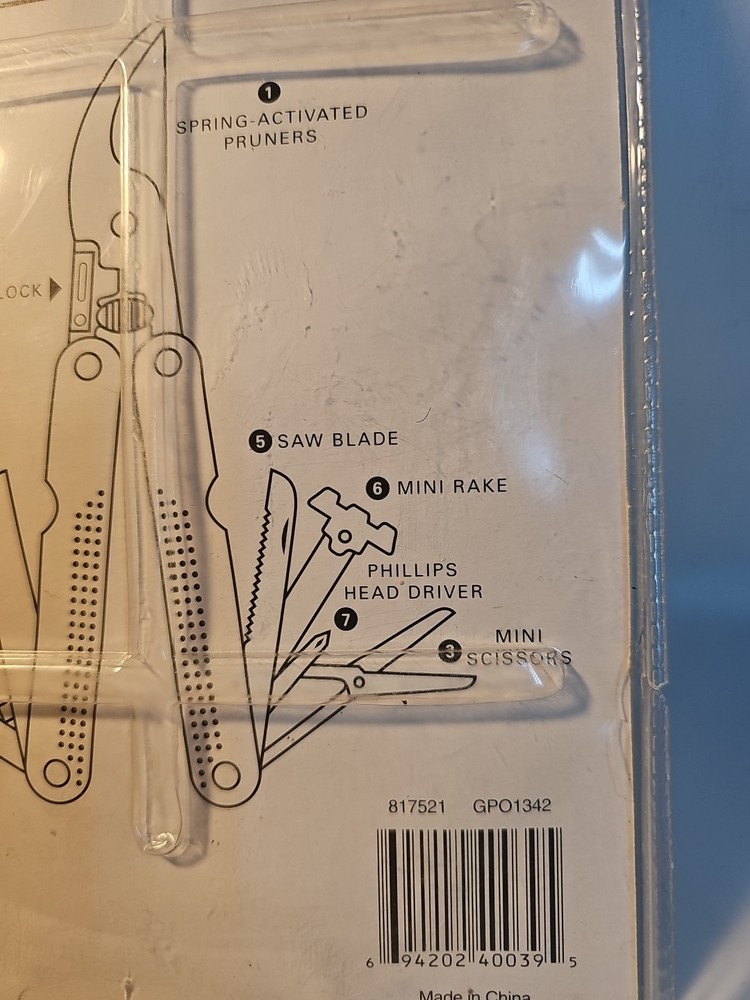 1
SPRING-ACTIVATED
PRUNERS
LOCK
5 SAW BLADE
6 MINI RAKE
PHILLIPS
HEAD DRIVER
7
3 MINI
SCISSORS
817521 GPO1342
6 94202 40039 5
Made in China